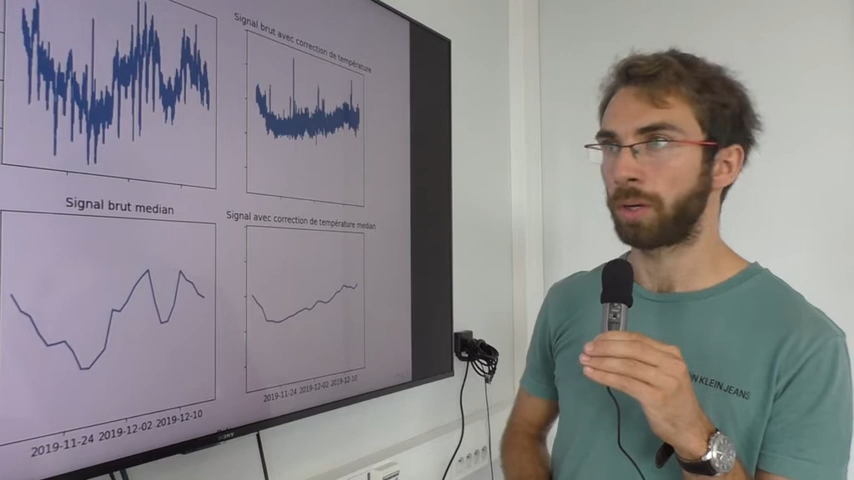 Signal brut avec correction de température
Signal brut median
Signal avec correction de température median
2019-11-24 2019-12-02 2019-12-10
2019-11-24 2019-12-02 2019-12-10
SONY
KLEIN JEANS